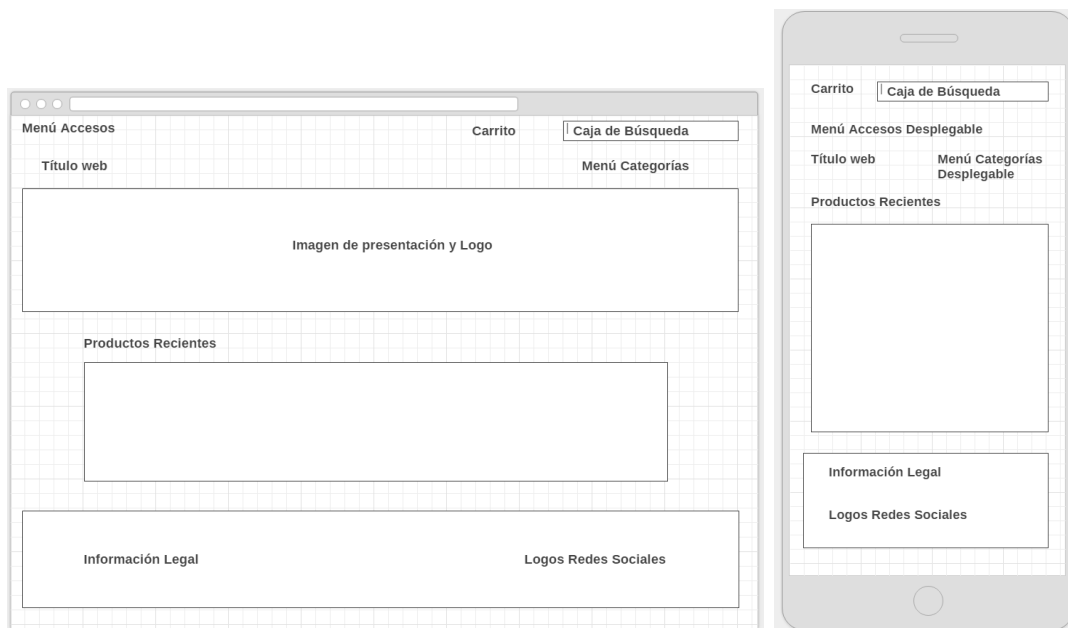 Menú Accesos
Carrito
Caja de Búsqueda
Título web
Menú Categorías
Imagen de presentación y Logo
Productos Recientes
Información Legal
Logos Redes Sociales
Carrito
Caja de Búsqueda
Menú Accesos Desplegable
Título web
Menú Categorías
Desplegable
Productos Recientes
Información Legal
Logos Redes Sociales